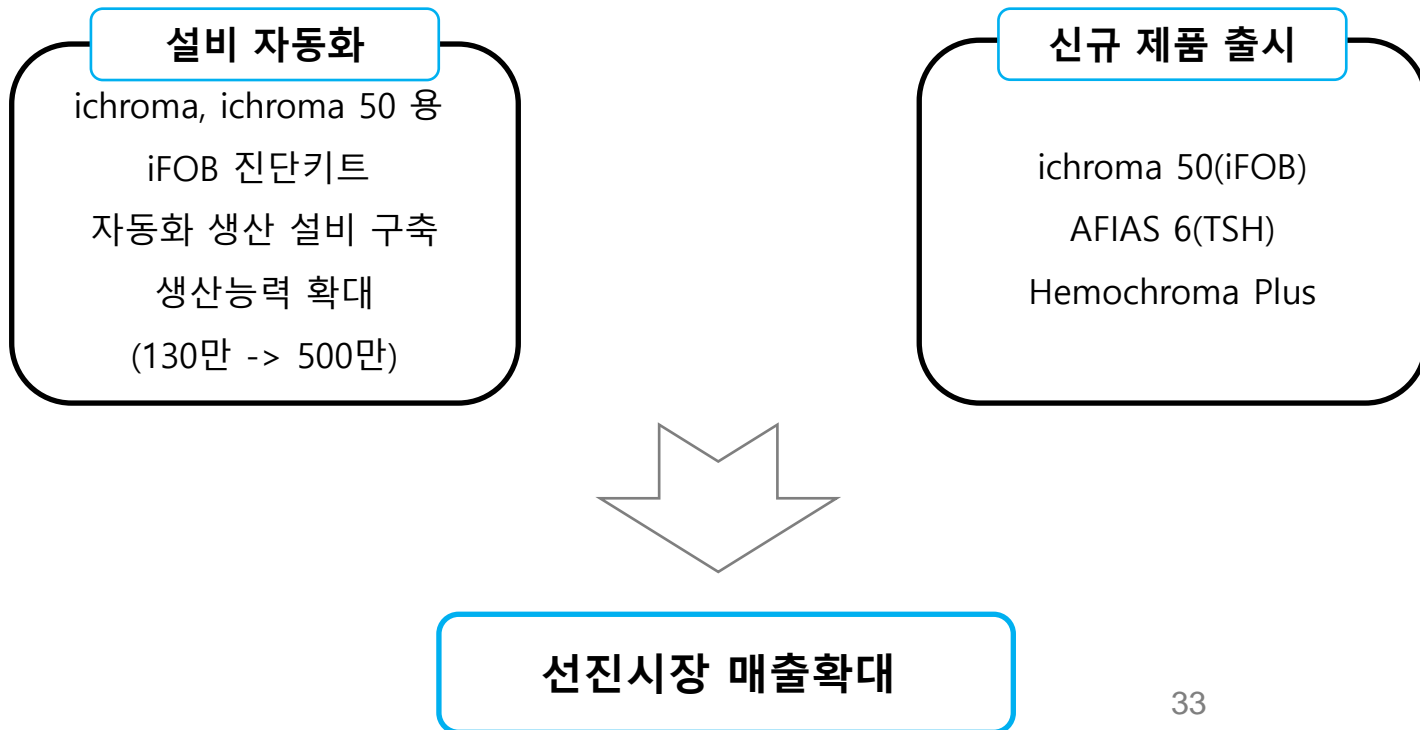 설비 자동화
ichroma, ichroma 50 용
iFOB 진단키트
자동화 생산 설비 구축
생산능력 확대
(130만 -> 500만)
신규 제품 출시
ichroma 50(iFOB)
AFIAS 6(TSH)
Hemochroma Plus
선진시장 매출확대
33